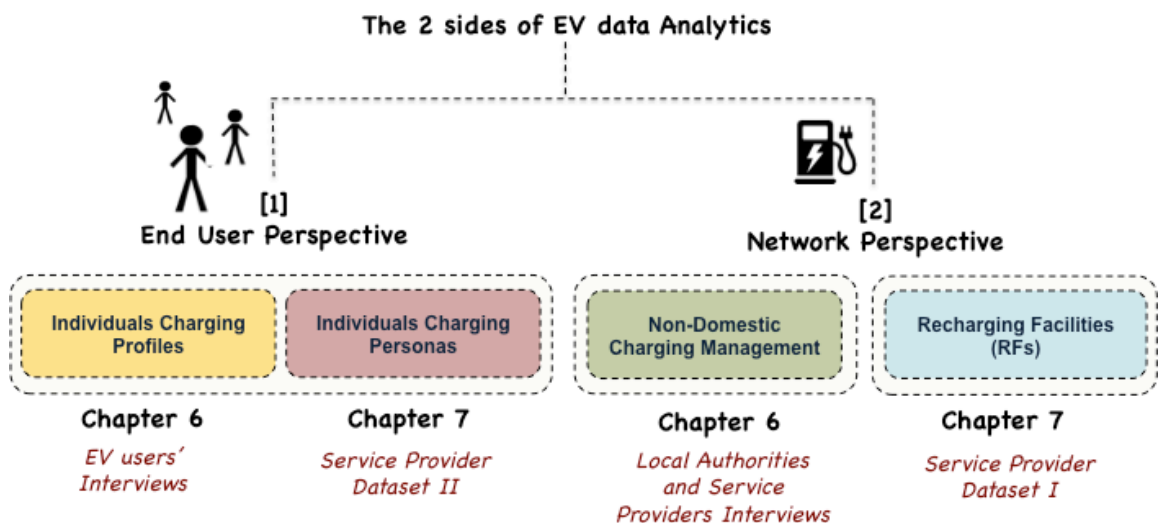 The 2 sides of EV data Analytics
[1]
End User Perspective
[2]
Network Perspective
Individuals Charging
Profiles
Individuals Charging
Personas
Non-Domestic
Charging Management
Recharging Facilities
(RFs)
Chapter 6
Chapter 7
Chapter 6
Chapter 7
EV users'
Interviews
Service Provider
Dataset II
Local Authorities
and Service
Providers Interviews
Service Provider
Dataset I